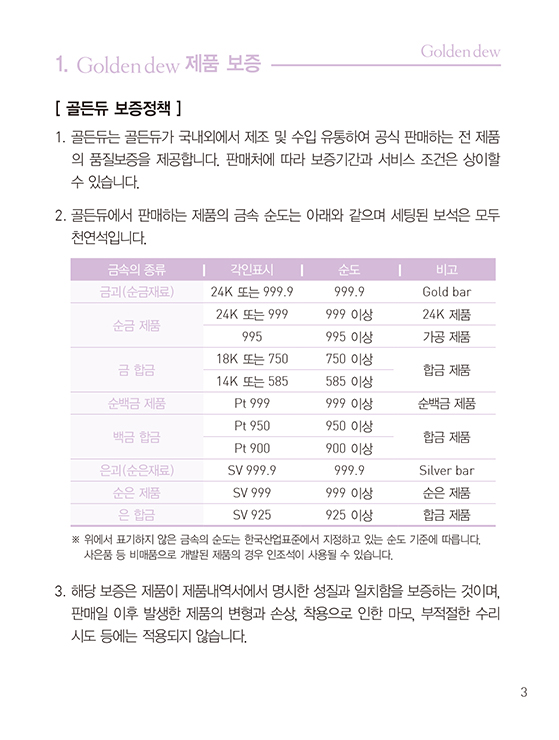 Golden dew
1. Golden dew 제품 보증
[ 골든듀 보증정책 ]
1. 골든듀는 골든듀가 국내외에서 제조 및 수입 유통하여 공식 판매하는 전 제품
의 품질보증을 제공합니다. 판매처에 따라 보증기간과 서비스 조건은 상이할
수 있습니다.
2. 골든듀에서 판매하는 제품의 금속 순도는 아래와 같으며 세팅된 보석은 모두
천연석입니다.
금속의 종류 각인표시 순도 비고
금괴(순금재료) 24K 또는 999.9 999.9 Gold bar
순금 제품 24K 또는 999 999 이상 24K 제품
995 995 이상 가공 제품
금 합금 18K 또는 750 750 이상 합금 제품
14K 또는 585 585 이상
순백금 제품 Pt 999 999 이상 순백금 제품
백금 합금 Pt 950 950 이상 합금 제품
Pt 900 900 이상
은괴(순은재료) SV 999.9 999.9 Silver bar
순은 제품 SV 999 999 이상 순은 제품
은 합금 SV 925 925 이상 합금 제품
※ 위에서 표기하지 않은 금속의 순도는 한국산업표준에서 지정하고 있는 순도 기준에 따릅니다.
사은품 등 비매품으로 개발된 제품의 경우 인조석이 사용될 수 있습니다.
3. 해당 보증은 제품이 제품내역서에서 명시한 성질과 일치함을 보증하는 것이며,
판매일 이후 발생한 제품의 변형과 손상, 착용으로 인한 마모, 부적절한 수리
시도 등에는 적용되지 않습니다.
3